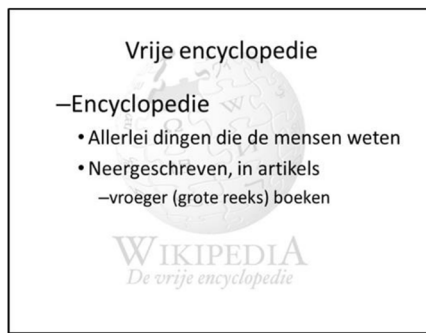 Vrije encyclopedie
–Encyclopedie
• Allerlei dingen die de mensen weten
• Neergeschreven, in artikels
–vroeger (grote reeks) boeken
WIKIPEDIA
De vrije encyclopedie